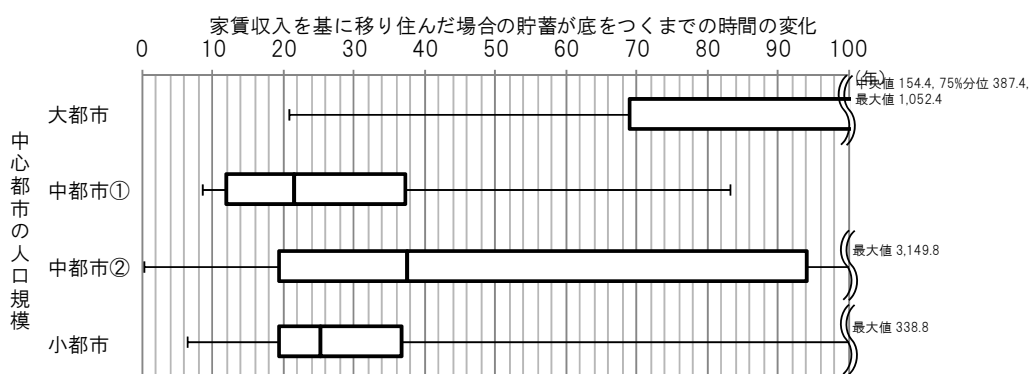 家賃収入を基に移り住んだ場合の貯蓄が底をつくまでの時間の変化
0 10 20 30 40 50 60 70 80 90 100
(年)
中央値 154.4, 75%分位 387.4,
最大値 1,052.4
大都市
中都市①
中都市②
最大値 3,149.8
小都市
最大値 338.8
中心都市の人口規模